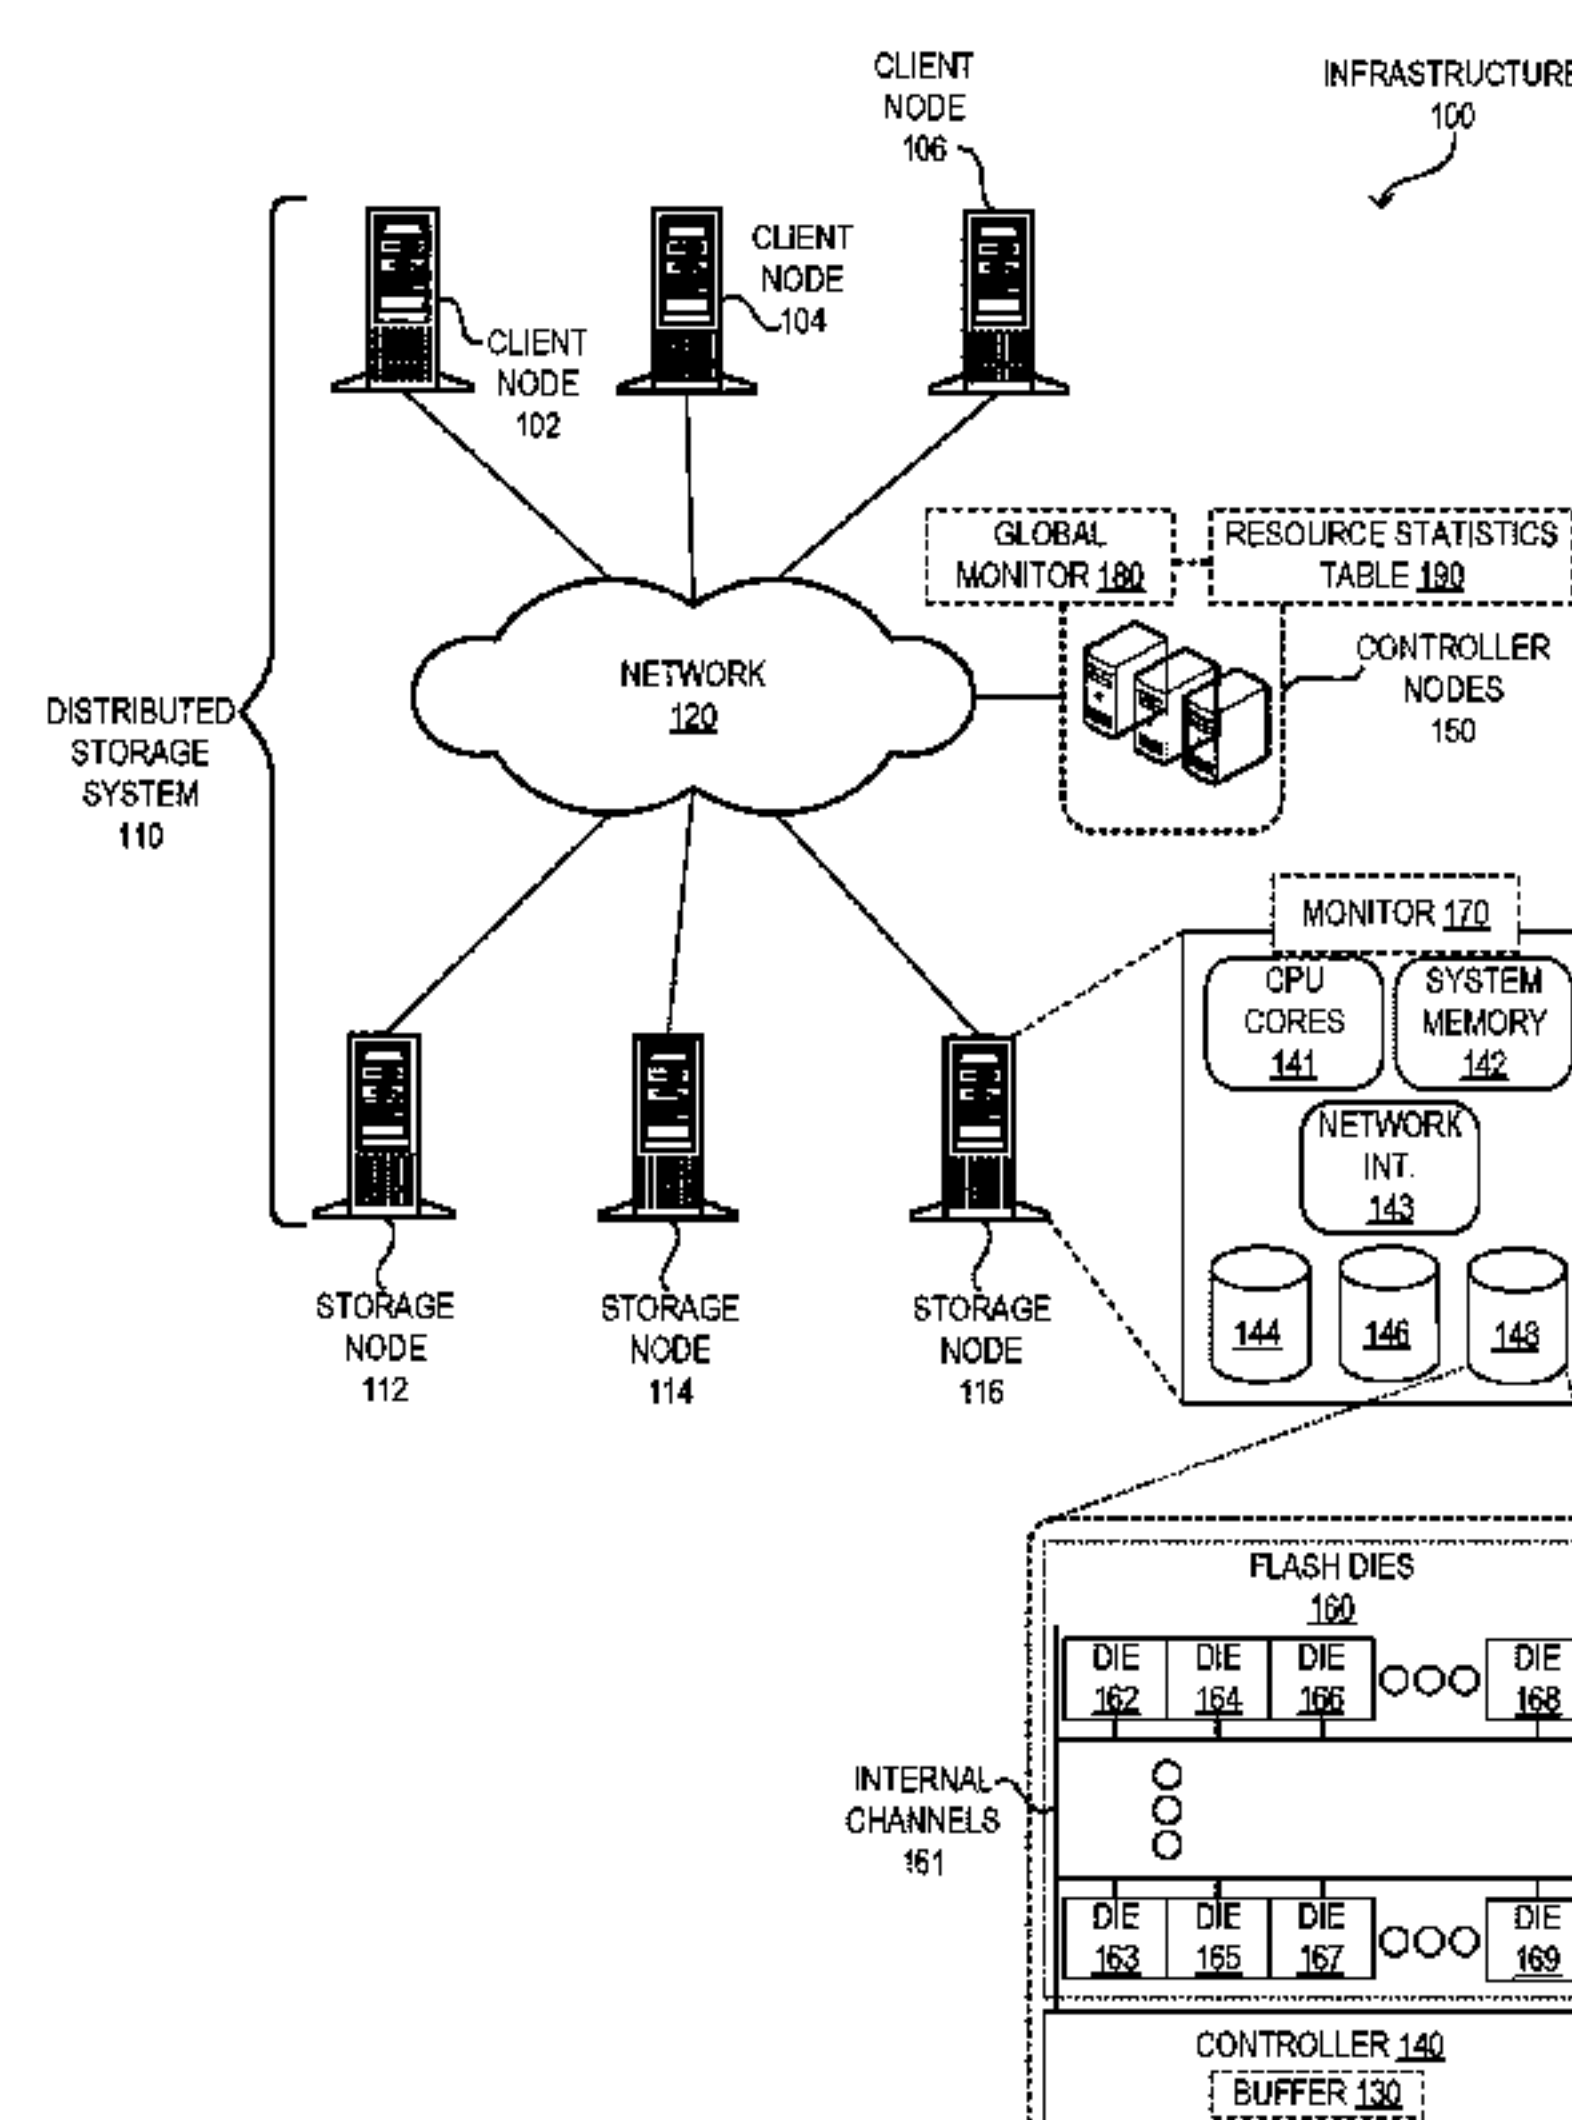 CLIENT
NODE
106
INFRASTRUCTURE
100
CLIENT
NODE
104
CLIENT
NODE
102
GLOBAL
MONITOR 180
RESOURCE STATISTICS
TABLE 190
NETWORK
120
CONTROLLER
NODES
150
DISTRIBUTED
STORAGE
SYSTEM
110
MONITOR 170
CPU
CORES
141
SYSTEM
MEMORY
142
NETWORK
INT.
143
144
146
148
STORAGE
NODE
112
STORAGE
NODE
114
STORAGE
NODE
116
FLASH DIES
160
DIE
162
DIE
164
DIE
166
DIE
168
INTERNAL
CHANNELS
161
DIE
163
DIE
165
DIE
167
DIE
169
CONTROLLER 140
BUFFER 130